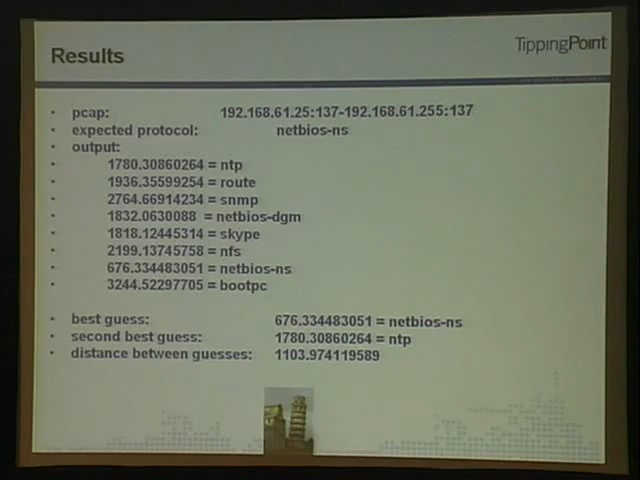 Results
TippingPoint
• pcap: 192.168.61.25:137-192.168.61.255:137
• expected protocol: netbios-ns
• output:
• 1780.30860264 = ntp
• 1936.35599254 = route
• 2764.66914234 = snmp
• 1832.0630088 = netbios-dgm
• 1818.12445314 = skype
• 2199.13745758 = nfs
• 676.334483051 = netbios-ns
• 3244.52297705 = bootpc
• best guess: 676.334483051 = netbios-ns
• second best guess: 1780.30860264 = ntp
• distance between guesses: 1103.974119589